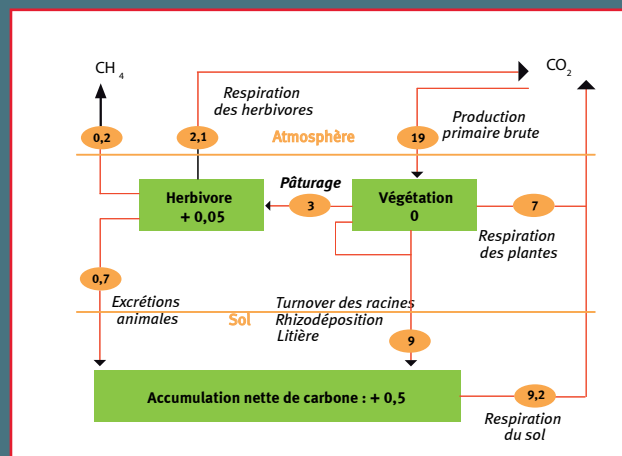 CH4
CO2
Respiration
des herbivores
Production
primaire brute
0,2
2,1
19
Atmosphère
Herbivore
+ 0,05
Pâturage
3
Végétation
0
7
Respiration
des plantes
0,7
Excrétions
animales
Sol
Turnover des racines
Rhizodéposition
Litière
9
Accumulation nette de carbone : + 0,5
9,2
Respiration
du sol